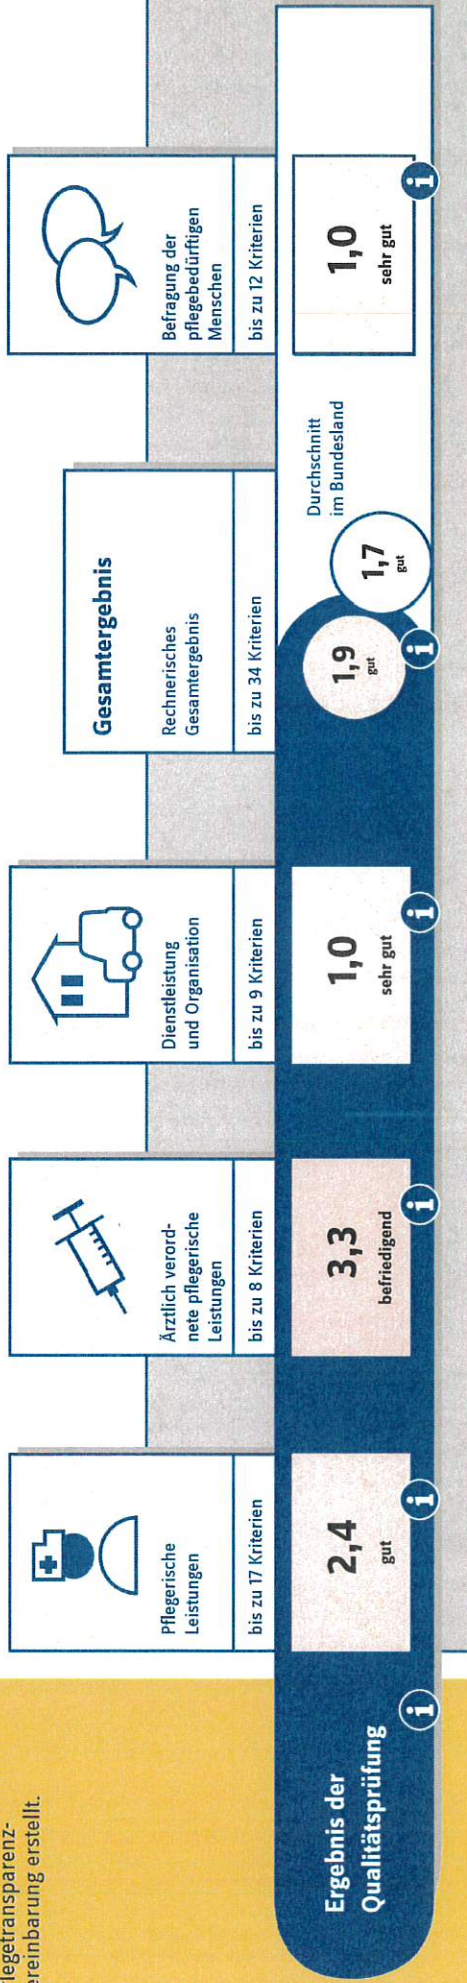 ereinbarung erstellt.
Pflegerische
Leistungen
bis zu 17 Kriterien
Ärztlich verord-
nete pflegerische
Leistungen
bis zu 8 Kriterien
Dienstleistung
und Organisation
bis zu 9 Kriterien
Gesamtergebnis
Rechnerisches
Gesamtergebnis
bis zu 34 Kriterien
Befragung der
pflegebedürftigen
Menschen
bis zu 12 Kriterien
Ergebnis der
Qualitätsprüfung
i
2,4
gut
i
3,3
befriedigend
i
1,0
sehr gut
i
1,9
gut
i
1,7
gut
Durchschnitt
im Bundesland
1,0
sehr gut
i